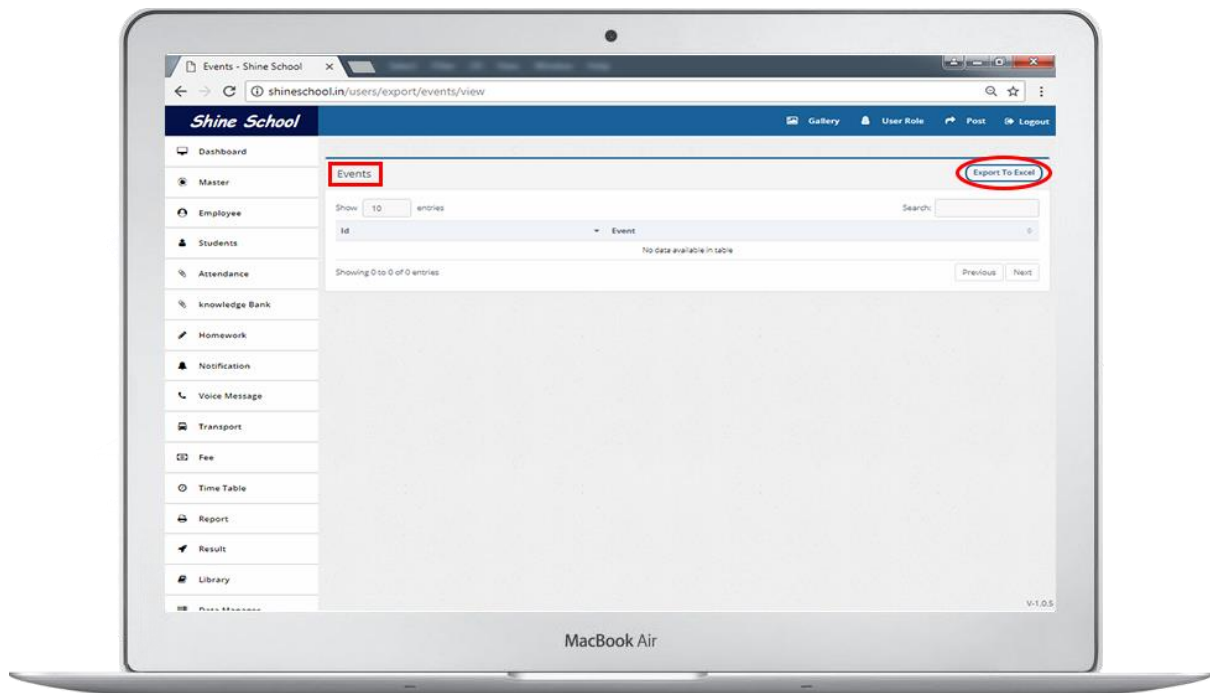 Events - Shine School
shineschool.in/users/export/events/view
Shine School
Gallery
User Role
Post
Logout
Dashboard
Master
Employee
Students
Attendance
knowledge Bank
Homework
Notification
Voice Message
Transport
Fee
Time Table
Report
Result
Library
Data Manager
Events
Export To Excel
Show 10 entries
Search:
Id
Event
No data available in table
Showing 0 to 0 of 0 entries
Previous
Next
V-1.0.5
MacBook Air